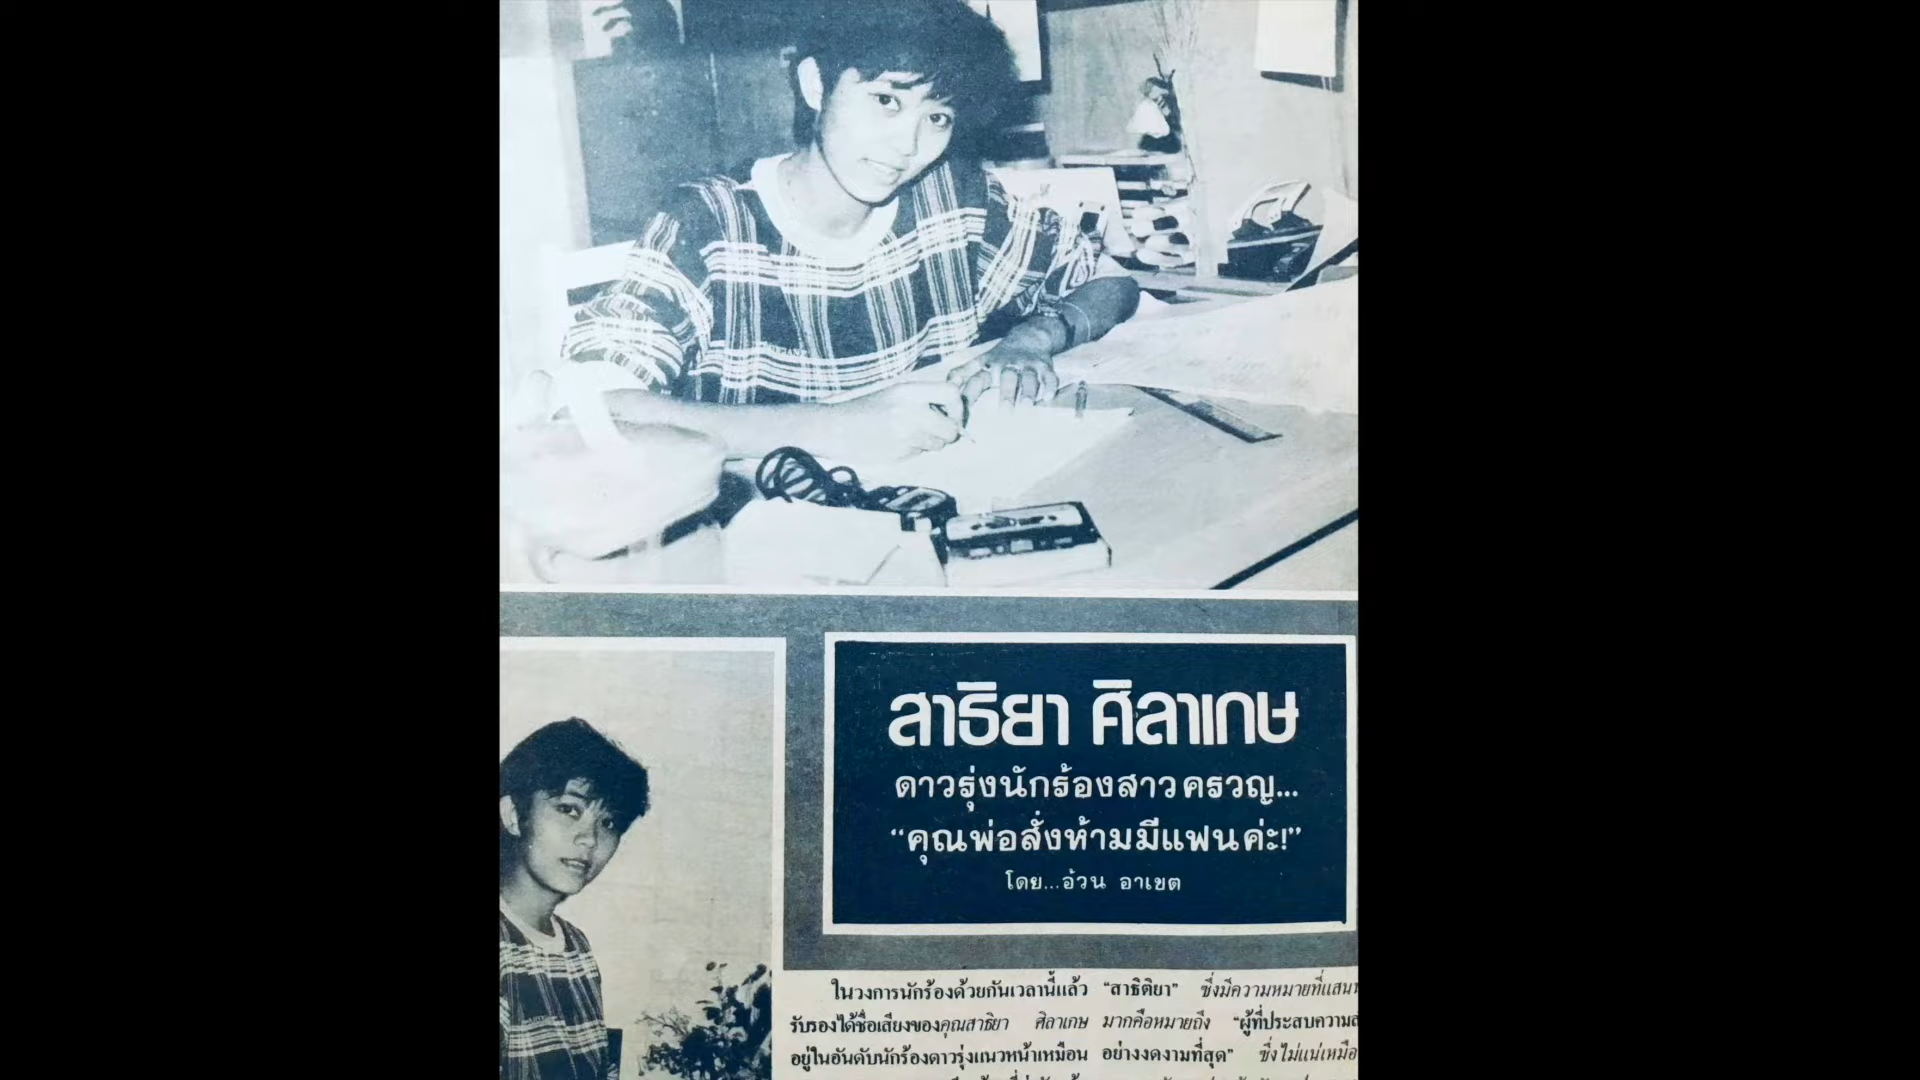 สาธิยา ศิลาเกษ
ดาวรุ่งนักร้องสาวครวญ...
“คุณพ่อสั่งห้ามมีแฟนค่ะ!”
โดย...อ้วน อาเขต
ในวงการนักร้องด้วยกันเวลานี้แล้ว
รับรองได้ชื่อเสียงของคุณสาธิยา ศิลาเกษ
อยู่ในอันดับนักร้องดาวรุ่งแนวหน้าเหมือน
“สาธิติยา” ซึ่งมีความหมายที่แสน
มากคือหมายถึง “ผู้ที่ประสบความ
อย่างงดงามที่สุด” ซึ่งไม่แน่เหมือ